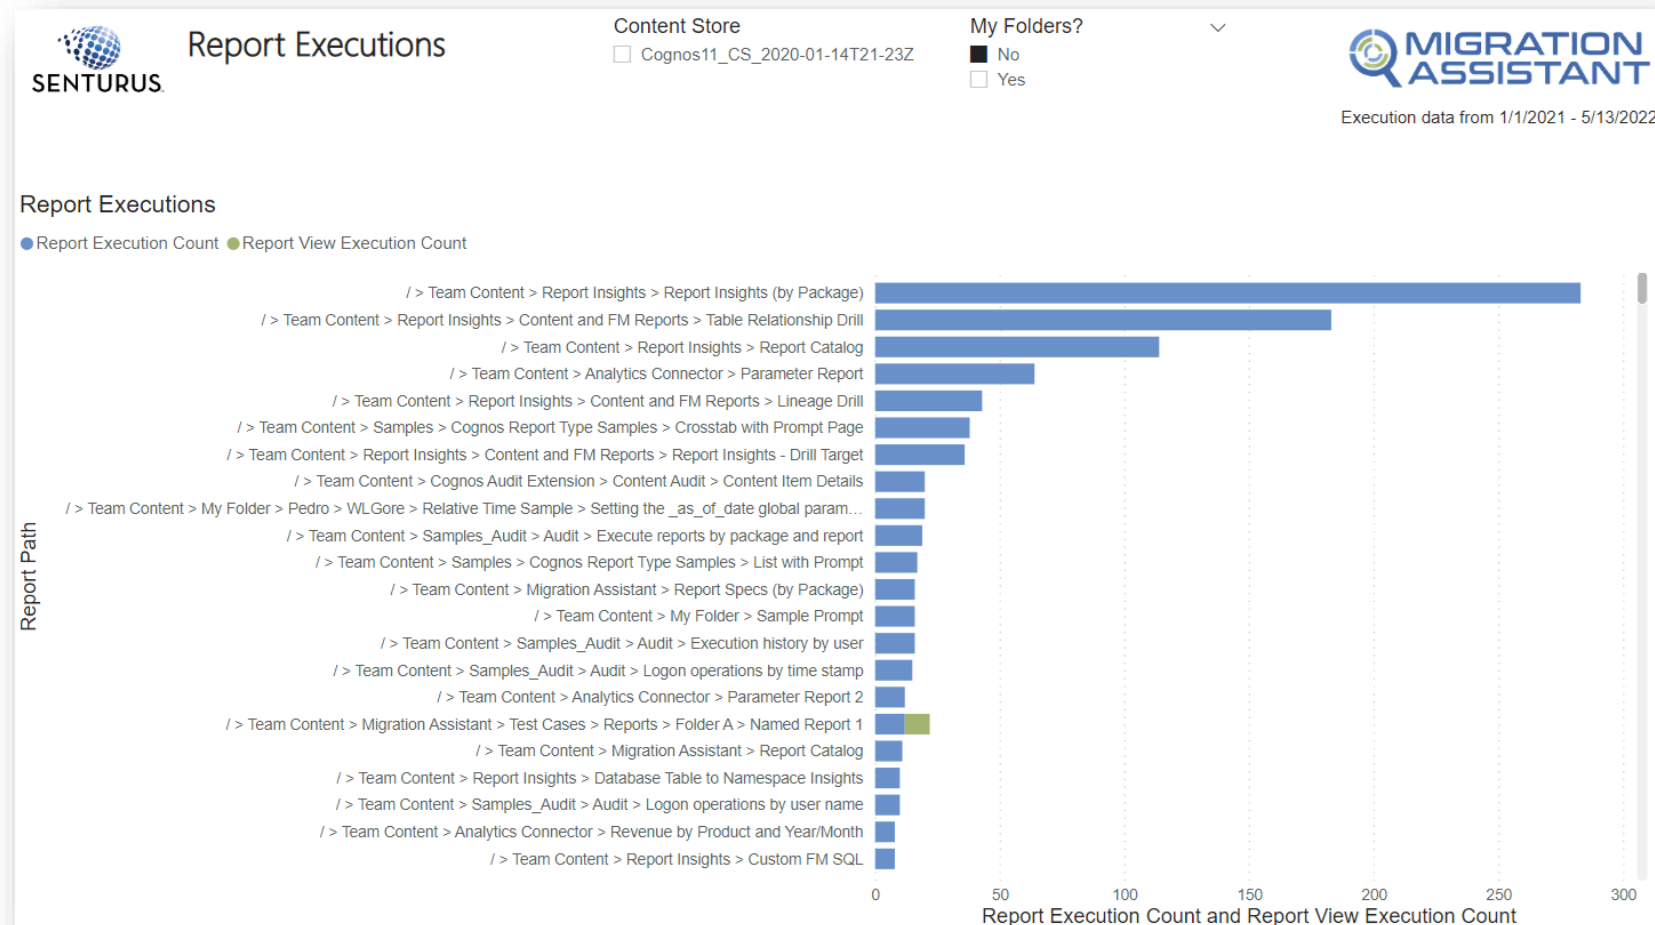 SENTURUS
Report Executions
Content Store
Cognos11_CS_2020-01-14T21-23Z
My Folders?
No
Yes
MIGRATION
ASSISTANT
Execution data from 1/1/2021 - 5/13/2022
Report Executions
Report Execution Count Report View Execution Count
Report Path
/ > Team Content > Report Insights > Report Insights (by Package)
/ > Team Content > Report Insights > Content and FM Reports > Table Relationship Drill
/ > Team Content > Report Insights > Report Catalog
/ > Team Content > Analytics Connector > Parameter Report
/ > Team Content > Report Insights > Content and FM Reports > Lineage Drill
/ > Team Content > Samples > Cognos Report Type Samples > Crosstab with Prompt Page
/ > Team Content > Report Insights > Content and FM Reports > Report Insights - Drill Target
/ > Team Content > Cognos Audit Extension > Content Audit > Content Item Details
/ > Team Content > My Folder > Pedro > WLGore > Relative Time Sample > Setting the _as_of_date global param...
/ > Team Content > Samples_Audit > Audit > Execute reports by package and report
/ > Team Content > Samples > Cognos Report Type Samples > List with Prompt
/ > Team Content > Migration Assistant > Report Specs (by Package)
/ > Team Content > My Folder > Sample Prompt
/ > Team Content > Samples_Audit > Audit > Execution history by user
/ > Team Content > Samples_Audit > Audit > Logon operations by time stamp
/ > Team Content > Analytics Connector > Parameter Report 2
/ > Team Content > Migration Assistant > Test Cases > Reports > Folder A > Named Report 1
/ > Team Content > Migration Assistant > Report Catalog
/ > Team Content > Report Insights > Database Table to Namespace Insights
/ > Team Content > Samples_Audit > Audit > Logon operations by user name
/ > Team Content > Analytics Connector > Revenue by Product and Year/Month
/ > Team Content > Report Insights > Custom FM SQL
0 50 100 150 200 250 300
Report Execution Count and Report View Execution Count